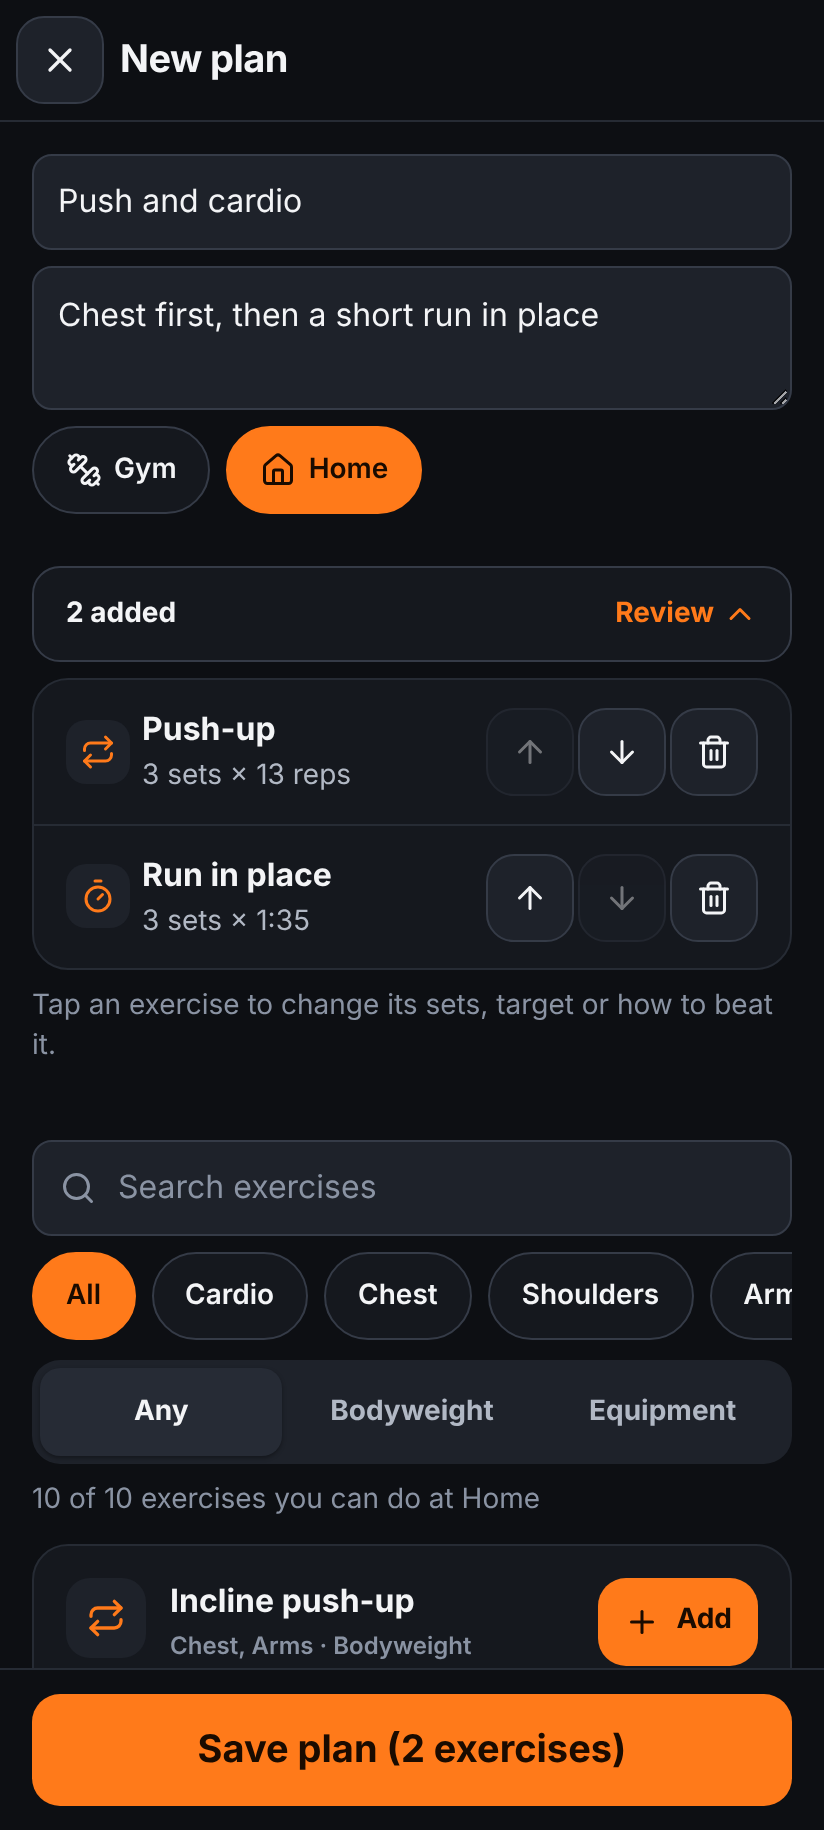 New plan
Push and cardio
Chest first, then a short run in place
Gym
Home
2 added
Review
Push-up
3 sets × 13 reps
Run in place
3 sets × 1:35
Tap an exercise to change its sets, target or how to beat
it.
Search exercises
All
Cardio
Chest
Shoulders
Arm
Any
Bodyweight
Equipment
10 of 10 exercises you can do at Home
Incline push-up
Chest, Arms · Bodyweight
Add
Save plan (2 exercises)